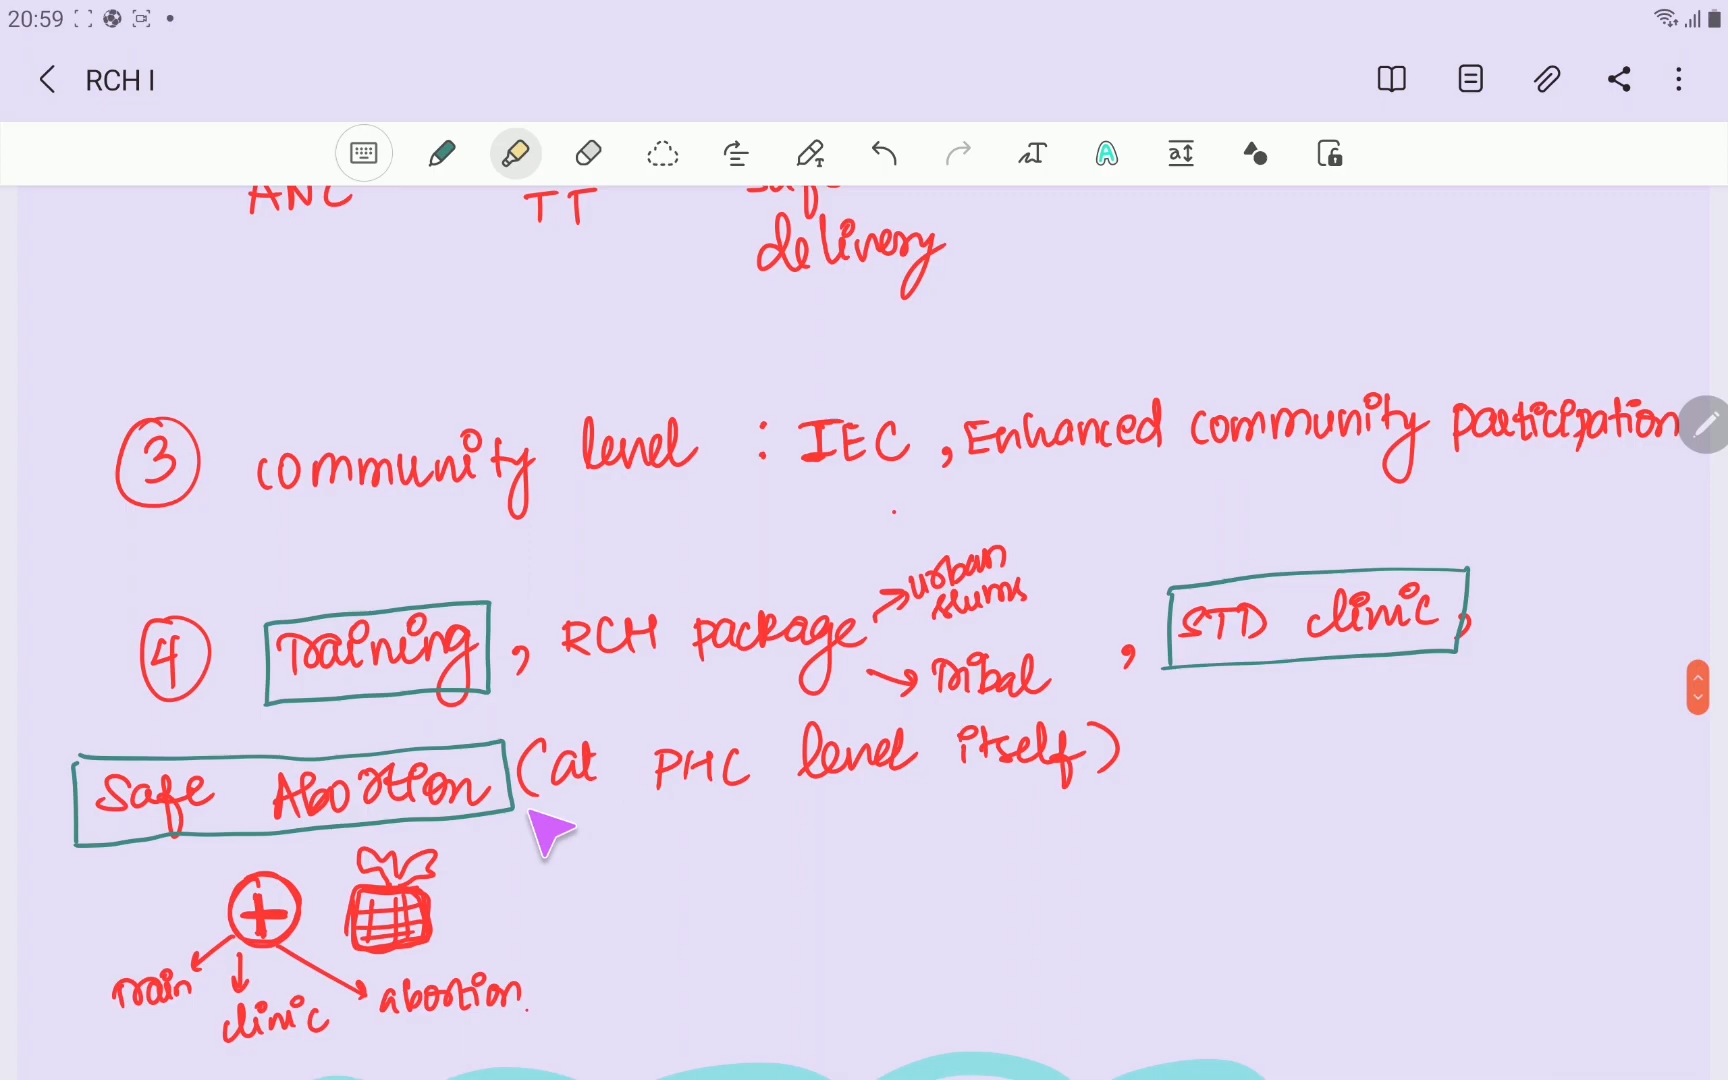 20:59
RCH I
ANC TT safe
delivery
3 community level : IEC, Enhanced community participation
4 Training, RCH package → urban slums → Tribal, STD clinic,
Safe Abortion (at PHC level itself)
+
train clinic abortion.